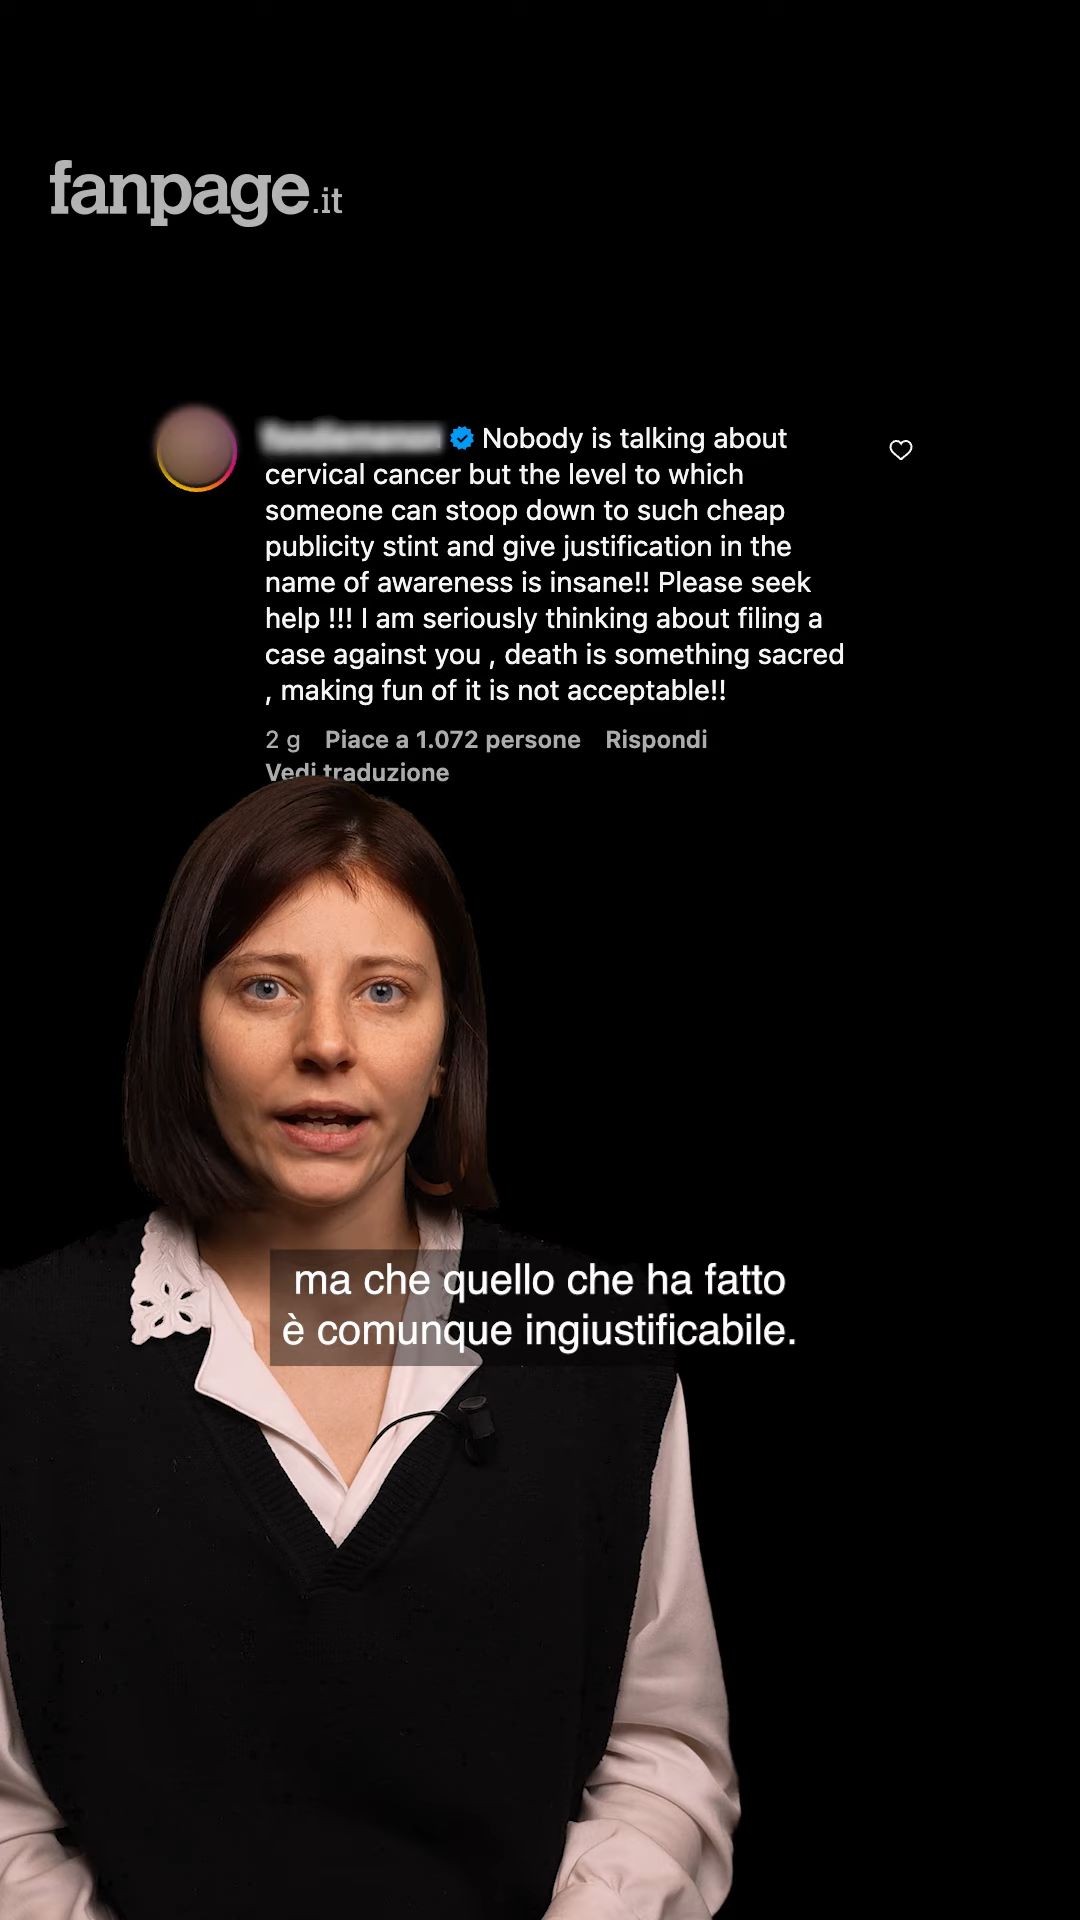 fanpage.it
Nobody is talking about
cervical cancer but the level to which
someone can stoop down to such cheap
publicity stint and give justification in the
name of awareness is insane!! Please seek
help !!! I am seriously thinking about filing a
case against you , death is something sacred
, making fun of it is not acceptable!!
2 g Piace a 1.072 persone Rispondi
Vedi traduzione
ma che quello che ha fatto
è comunque ingiustificabile.